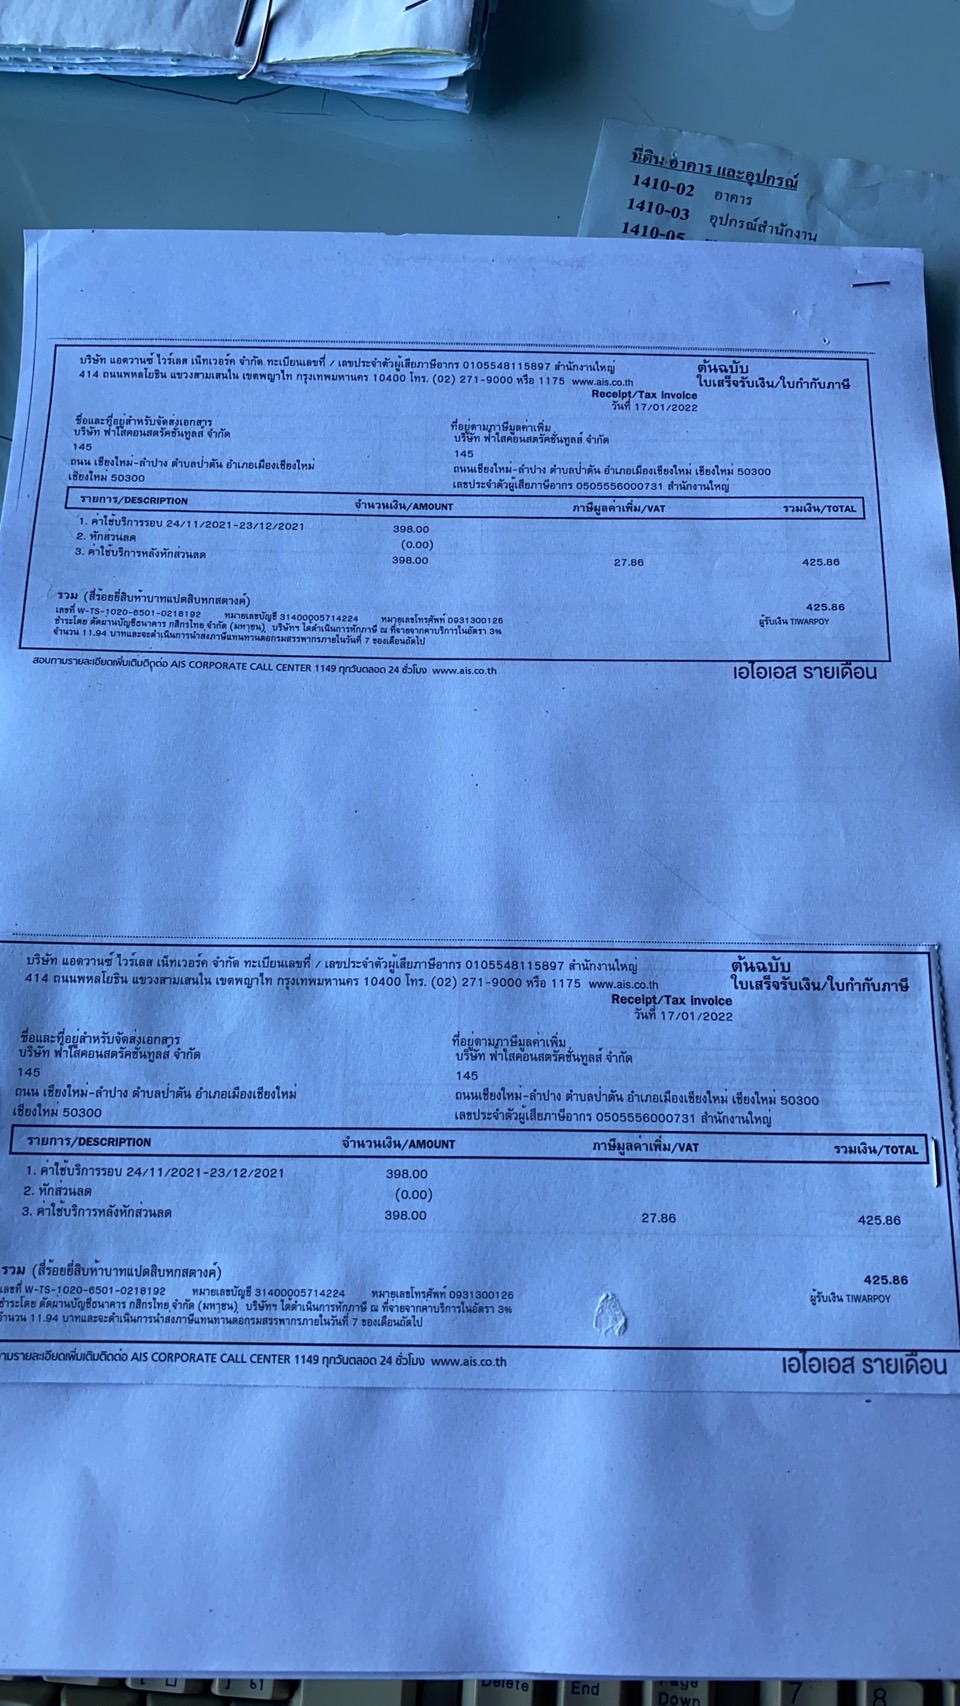 ที่ดิน อาคาร และอุปกรณ์
1410-02 อาคาร
1410-03 อุปกรณ์สำนักงาน
1410-05
บริษัท แอดวานซ์ ไวร์เลส เน็ทเวอร์ค จำกัด ทะเบียนเลขที่ / เลขประจำตัวผู้เสียภาษีอากร 0105548115897 สำนักงานใหญ่
414 ถนนพหลโยธิน แขวงสามเสนใน เขตพญาไท กรุงเทพมหานคร 10400 โทร. (02) 271-9000 หรือ 1175 www.ais.co.th
ต้นฉบับ
ใบเสร็จรับเงิน/ใบกำกับภาษี
Receipt/Tax Invoice
วันที่ 17/01/2022
ชื่อและที่อยู่สำหรับจัดส่งเอกสาร
บริษัท ฟ้าใสคอนสตรัคชั่นทูลส์ จำกัด
145
ถนน เชียงใหม่-ลำปาง ตำบลป่าตัน อำเภอเมืองเชียงใหม่
เชียงใหม่ 50300
ที่อยู่ตามภาษีมูลค่าเพิ่ม
บริษัท ฟ้าใสคอนสตรัคชั่นทูลส์ จำกัด
145
ถนนเชียงใหม่-ลำปาง ตำบลป่าตัน อำเภอเมืองเชียงใหม่ เชียงใหม่ 50300
เลขประจำตัวผู้เสียภาษีอากร 0505556000731 สำนักงานใหญ่
รายการ/DESCRIPTION จำนวนเงิน/AMOUNT ภาษีมูลค่าเพิ่ม/VAT รวมเงิน/TOTAL
1. ค่าใช้บริการรอบ 24/11/2021-23/12/2021 398.00
2. หักส่วนลด (0.00)
3. ค่าใช้บริการหลังหักส่วนลด 398.00 27.86 425.86
รวม (สี่ร้อยยี่สิบห้าบาทแปดสิบหกสตางค์) 425.86
เลขที่ W-TS-1020-6501-0218192 หมายเลขบัญชี 31400005714224 หมายเลขโทรศัพท์ 0931300126 ผู้รับเงิน TIWARPOY
ชำระโดย ตัดผ่านบัญชีธนาคาร กสิกรไทย จำกัด (มหาชน) บริษัทฯ ได้ดำเนินการหักภาษี ณ ที่จ่ายจากค่าบริการในอัตรา 3%
จำนวน 11.94 บาทและจะดำเนินการนำส่งภาษีแทนท่านต่อกรมสรรพากรภายในวันที่ 7 ของเดือนถัดไป
สอบถามรายละเอียดเพิ่มเติมติดต่อ AIS CORPORATE CALL CENTER 1149 ทุกวันตลอด 24 ชั่วโมง www.ais.co.th
เอไอเอส รายเดือน
บริษัท แอดวานซ์ ไวร์เลส เน็ทเวอร์ค จำกัด ทะเบียนเลขที่ / เลขประจำตัวผู้เสียภาษีอากร 0105548115897 สำนักงานใหญ่
414 ถนนพหลโยธิน แขวงสามเสนใน เขตพญาไท กรุงเทพมหานคร 10400 โทร. (02) 271-9000 หรือ 1175 www.ais.co.th
ต้นฉบับ
ใบเสร็จรับเงิน/ใบกำกับภาษี
Receipt/Tax Invoice
วันที่ 17/01/2022
ชื่อและที่อยู่สำหรับจัดส่งเอกสาร
บริษัท ฟ้าใสคอนสตรัคชั่นทูลส์ จำกัด
145
ถนน เชียงใหม่-ลำปาง ตำบลป่าตัน อำเภอเมืองเชียงใหม่
เชียงใหม่ 50300
ที่อยู่ตามภาษีมูลค่าเพิ่ม
บริษัท ฟ้าใสคอนสตรัคชั่นทูลส์ จำกัด
145
ถนนเชียงใหม่-ลำปาง ตำบลป่าตัน อำเภอเมืองเชียงใหม่ เชียงใหม่ 50300
เลขประจำตัวผู้เสียภาษีอากร 0505556000731 สำนักงานใหญ่
รายการ/DESCRIPTION จำนวนเงิน/AMOUNT ภาษีมูลค่าเพิ่ม/VAT รวมเงิน/TOTAL
1. ค่าใช้บริการรอบ 24/11/2021-23/12/2021 398.00
2. หักส่วนลด (0.00)
3. ค่าใช้บริการหลังหักส่วนลด 398.00 27.86 425.86
รวม (สี่ร้อยยี่สิบห้าบาทแปดสิบหกสตางค์) 425.86
เลขที่ W-TS-1020-6501-0218192 หมายเลขบัญชี 31400005714224 หมายเลขโทรศัพท์ 0931300126 ผู้รับเงิน TIWARPOY
ชำระโดย ตัดผ่านบัญชีธนาคาร กสิกรไทย จำกัด (มหาชน) บริษัทฯ ได้ดำเนินการหักภาษี ณ ที่จ่ายจากค่าบริการในอัตรา 3%
จำนวน 11.94 บาทและจะดำเนินการนำส่งภาษีแทนท่านต่อกรมสรรพากรภายในวันที่ 7 ของเดือนถัดไป
ามรายละเอียดเพิ่มเติมติดต่อ AIS CORPORATE CALL CENTER 1149 ทุกวันตลอด 24 ชั่วโมง www.ais.co.th
เอไอเอส รายเดือน
Delete End Page Down 7 8